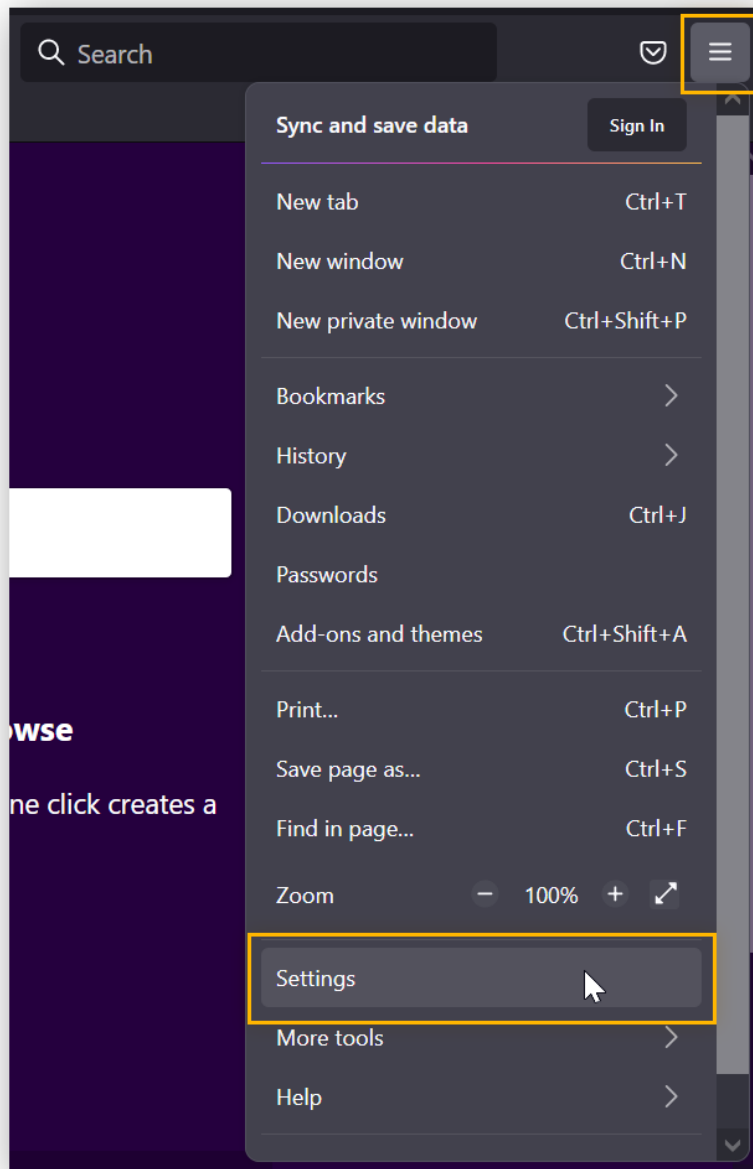 Search
Sync and save data Sign In
New tab Ctrl+T
New window Ctrl+N
New private window Ctrl+Shift+P
Bookmarks
History
Downloads Ctrl+J
Passwords
Add-ons and themes Ctrl+Shift+A
Print... Ctrl+P
owse
Save page as... Ctrl+S
ne click creates a
Find in page... Ctrl+F
Zoom 100%
Settings
More tools
Help